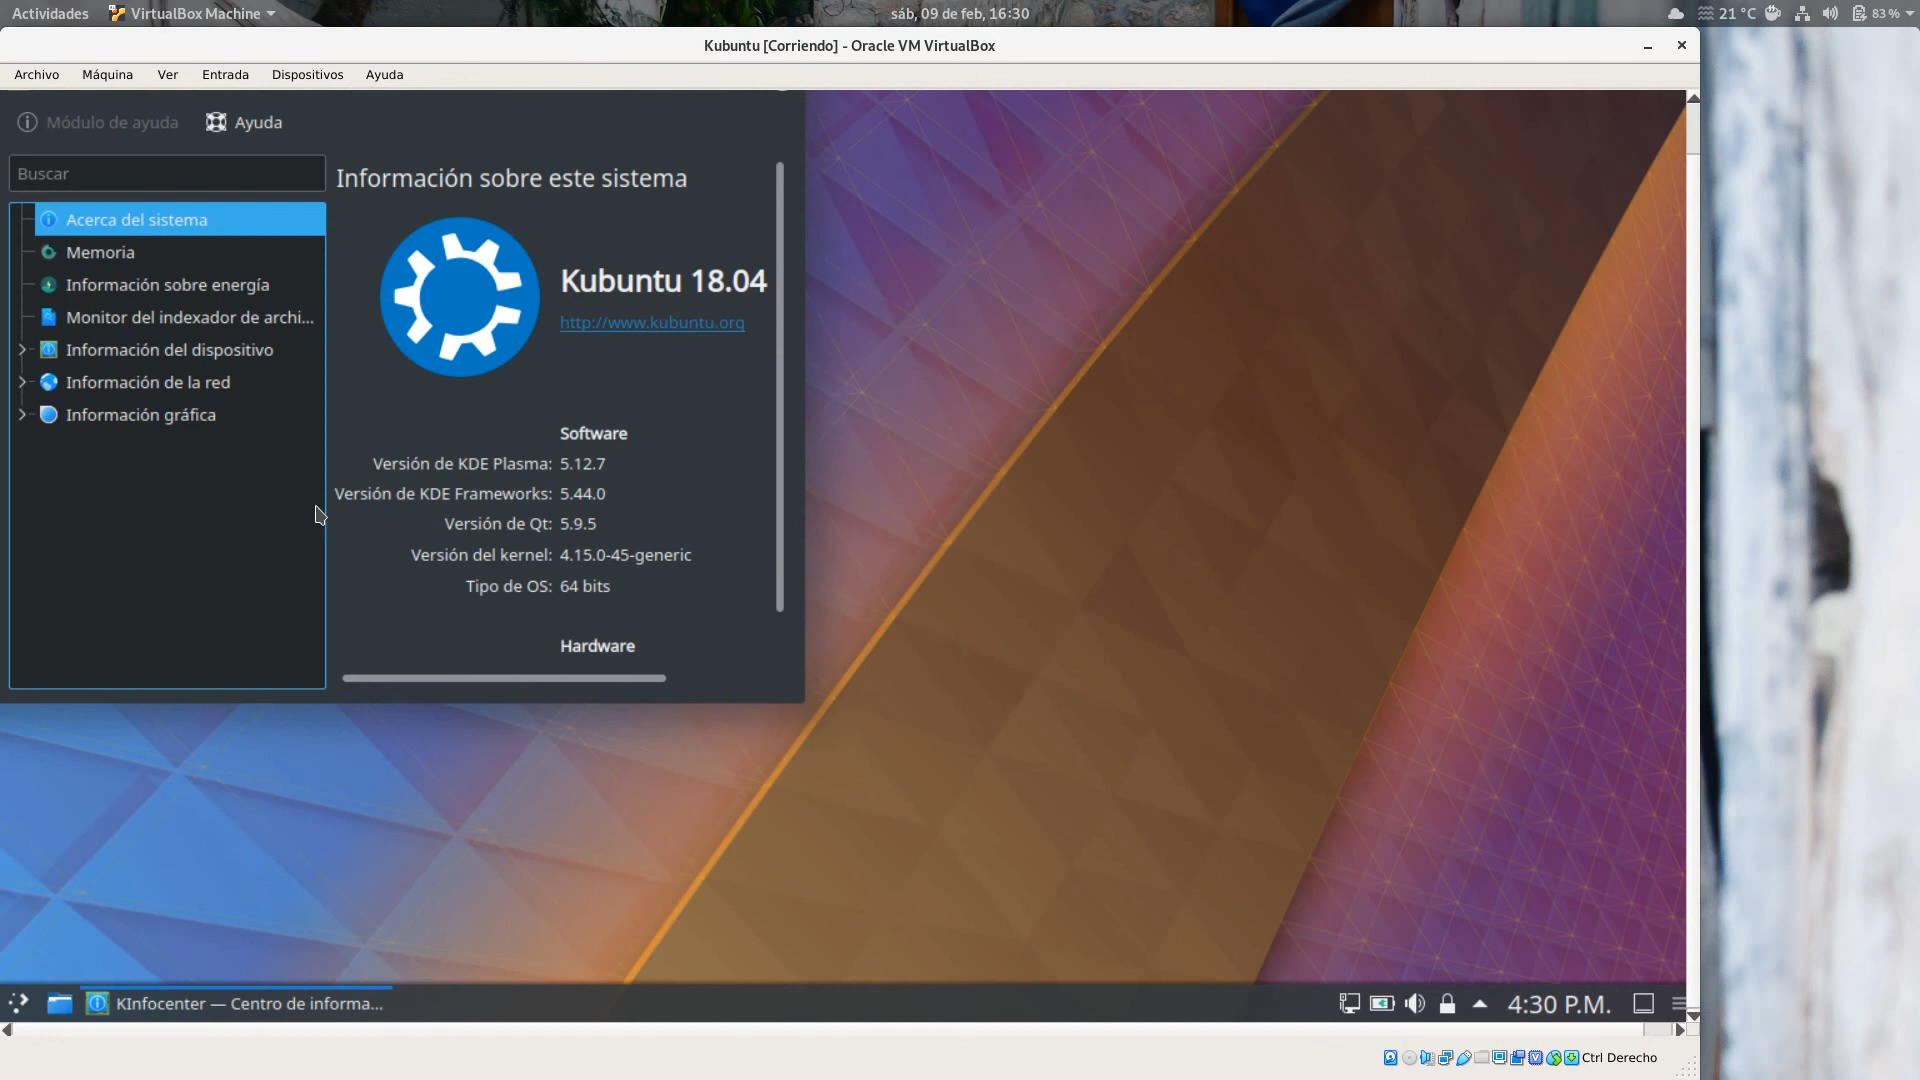 Actividades VirtualBox Machine sáb, 09 de feb, 16:30 21 °C 83 %
Kubuntu [Corriendo] - Oracle VM VirtualBox
Archivo Máquina Ver Entrada Dispositivos Ayuda
Módulo de ayuda Ayuda
Buscar
Acerca del sistema
Memoria
Información sobre energía
Monitor del indexador de archi...
Información del dispositivo
Información de la red
Información gráfica
Información sobre este sistema
Kubuntu 18.04
http://www.kubuntu.org
Software
Versión de KDE Plasma: 5.12.7
Versión de KDE Frameworks: 5.44.0
Versión de Qt: 5.9.5
Versión del kernel: 4.15.0-45-generic
Tipo de OS: 64 bits
Hardware
KInfocenter — Centro de informa... 4:30 P.M.
Ctrl Derecho